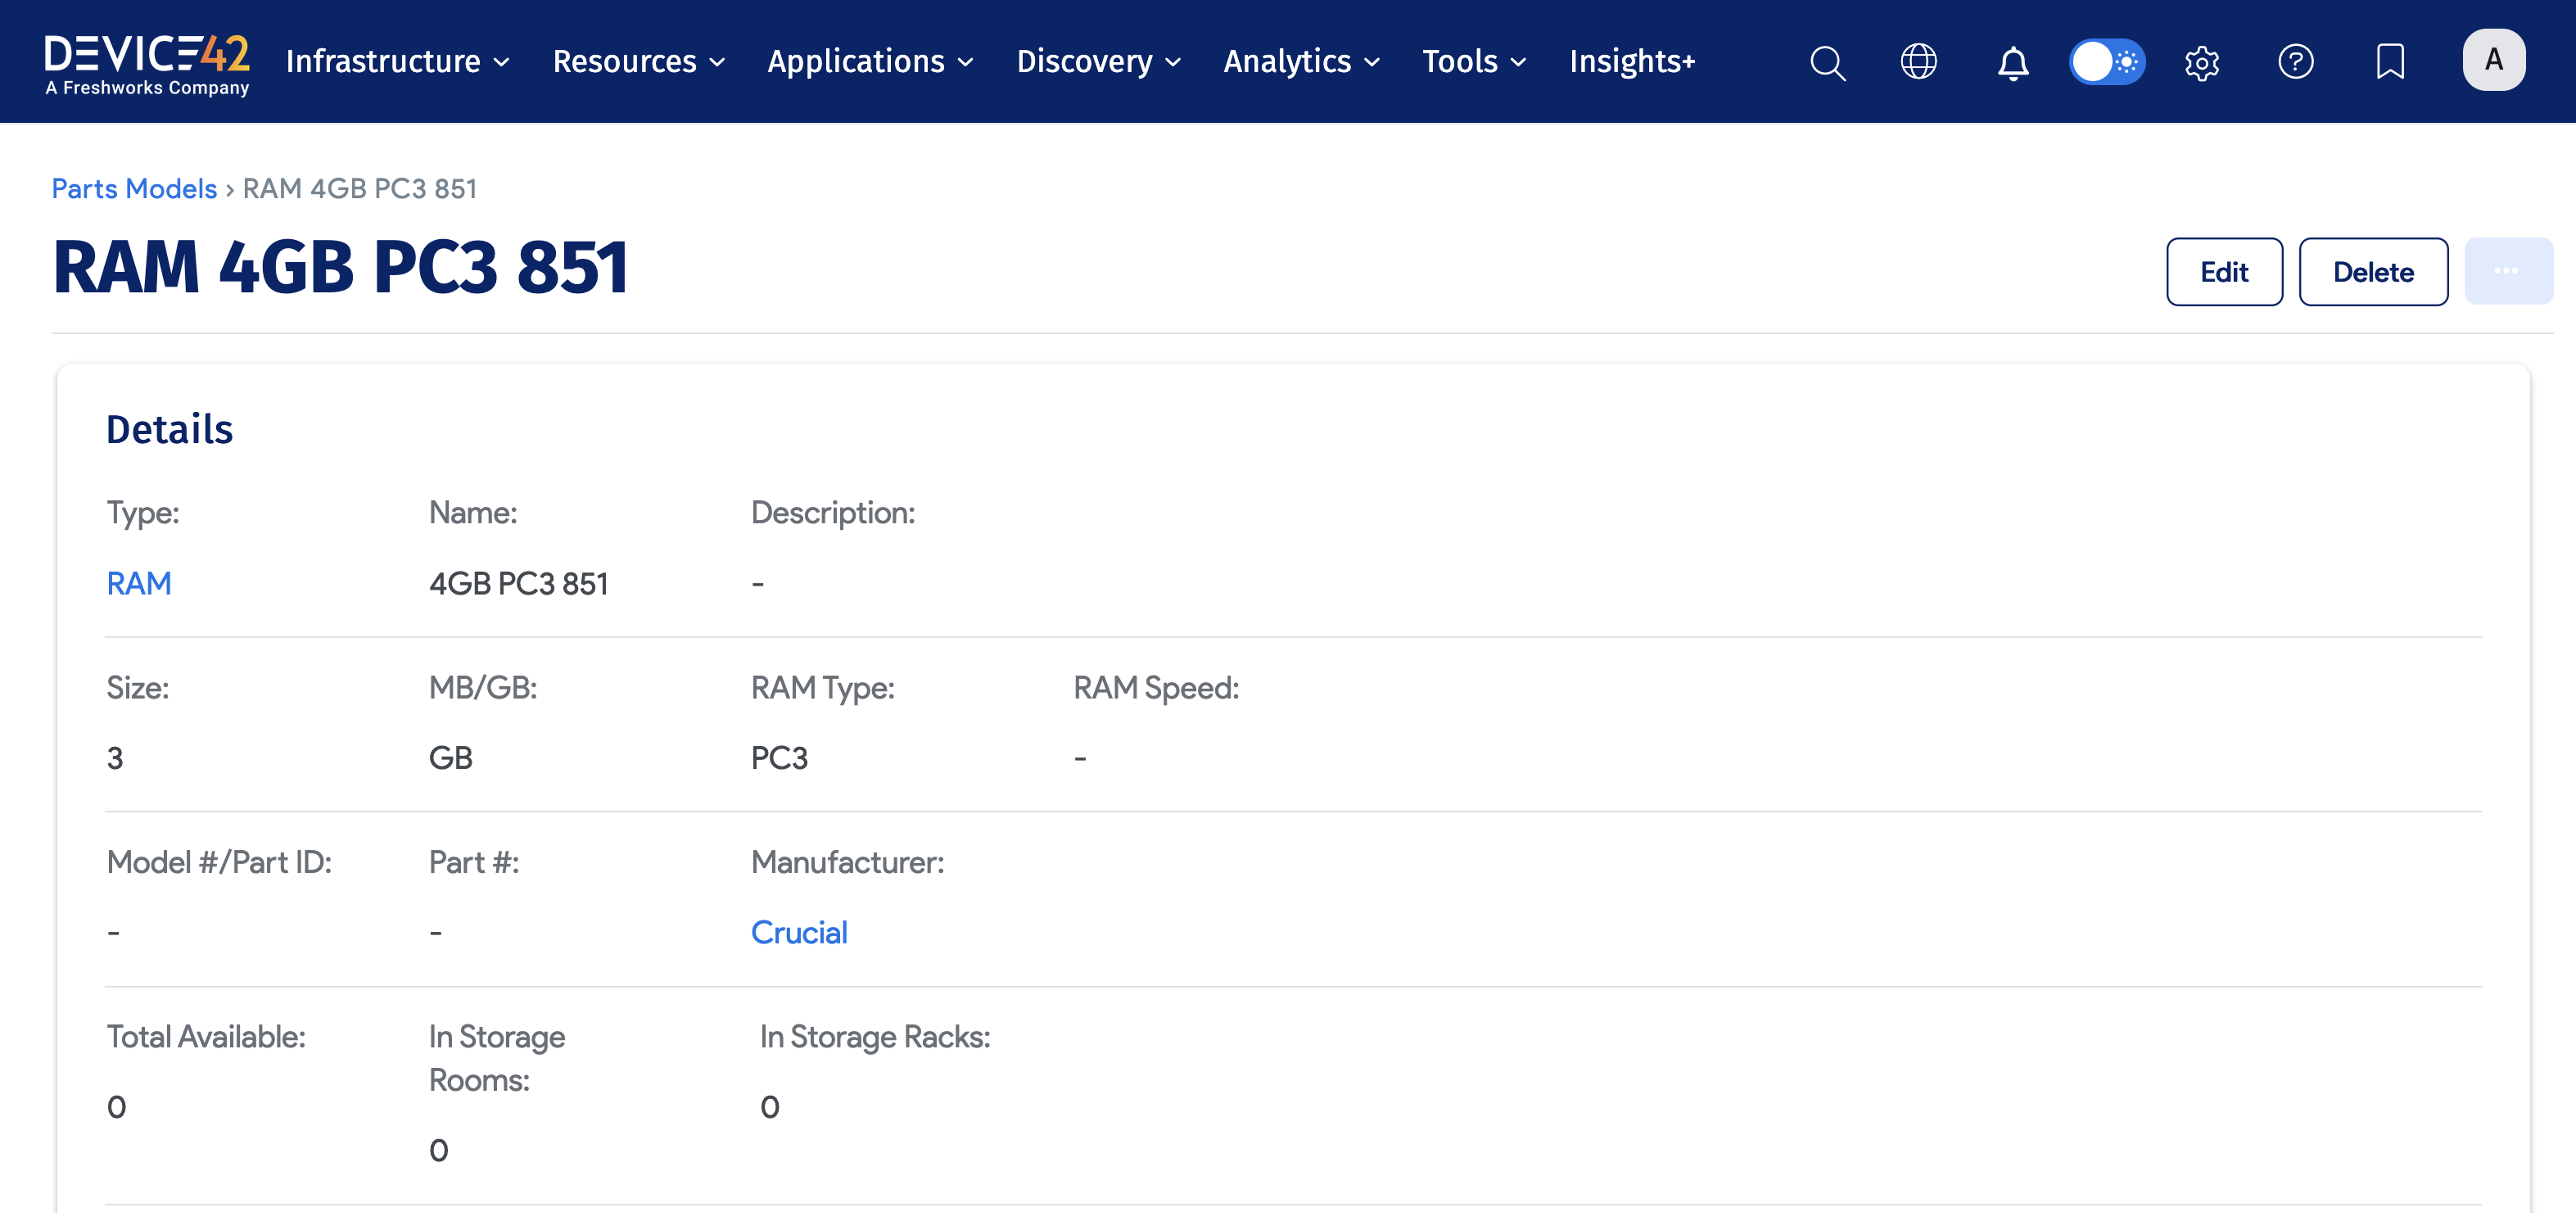 DEVICE42
A Freshworks Company
Infrastructure Resources Applications Discovery Analytics Tools Insights+
A
Parts Models › RAM 4GB PC3 851
RAM 4GB PC3 851
Edit Delete ...
Details
Type: Name: Description:
RAM 4GB PC3 851 -
Size: MB/GB: RAM Type: RAM Speed:
3 GB PC3 -
Model #/Part ID: Part #: Manufacturer:
- - Crucial
Total Available: In Storage Rooms: In Storage Racks:
0 0 0